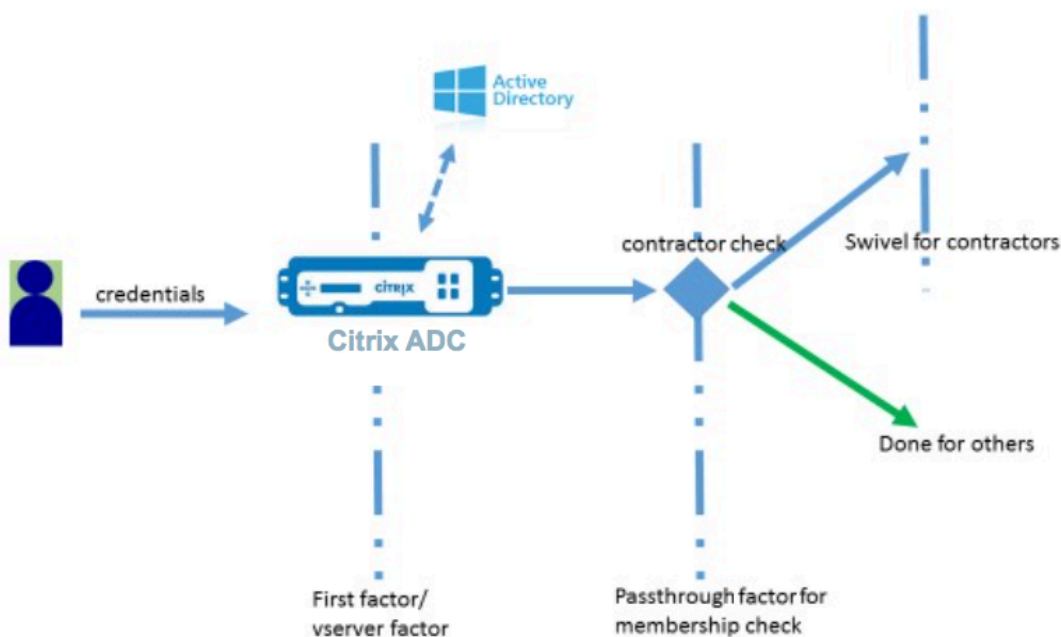 Active
Directory
contractor check
Swivel for contractors
credentials
citrix
Citrix ADC
Done for others
First factor/
vserver factor
Passthrough factor for
membership check